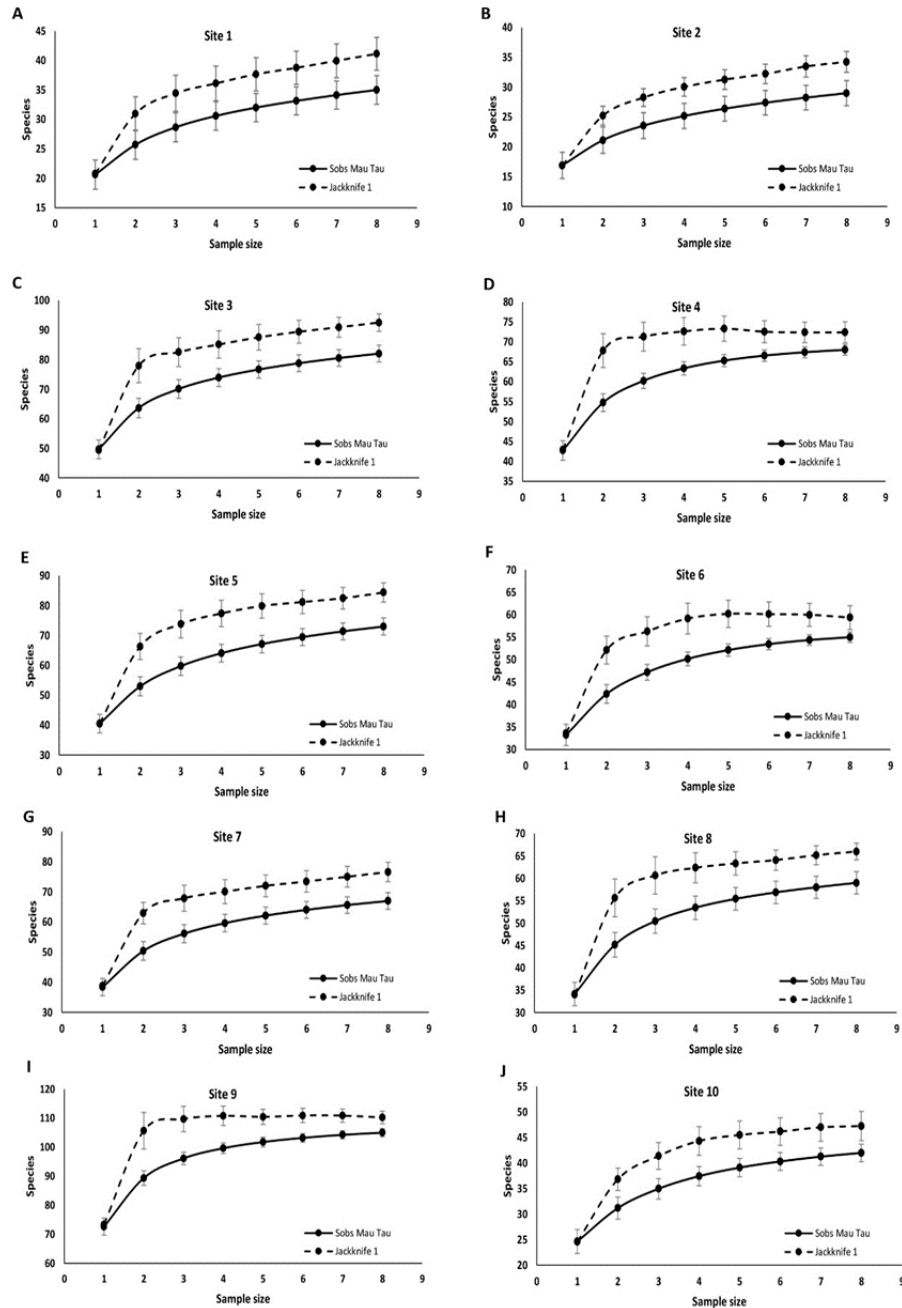 A
Site 1
45
40
35
30
25
20
15
Species
0 1 2 3 4 5 6 7 8 9
Sample size
Sobs Mau Tau
Jackknife 1
B
Site 2
40
35
30
25
20
15
10
Species
0 1 2 3 4 5 6 7 8 9
Sample size
Sobs Mau Tau
Jackknife 1
C
Site 3
100
90
80
70
60
50
40
Species
0 1 2 3 4 5 6 7 8 9
Sample size
Sobs Mau Tau
Jackknife 1
D
Site 4
80
75
70
65
60
55
50
45
40
35
Species
0 1 2 3 4 5 6 7 8 9
Sample size
Sobs Mau Tau
Jackknife 1
E
Site 5
90
80
70
60
50
40
30
Species
0 1 2 3 4 5 6 7 8 9
Sample size
Sobs Mau Tau
Jackknife 1
F
Site 6
70
65
60
55
50
45
40
35
30
Species
0 1 2 3 4 5 6 7 8 9
Sample size
Sobs Mau Tau
Jackknife 1
G
Site 7
90
80
70
60
50
40
30
Species
0 1 2 3 4 5 6 7 8 9
Sample size
Sobs Mau Tau
Jackknife 1
H
Site 8
70
65
60
55
50
45
40
35
30
Species
0 1 2 3 4 5 6 7 8 9
Sample size
Sobs Mau Tau
Jackknife 1
I
Site 9
120
110
100
90
80
70
60
Species
0 1 2 3 4 5 6 7 8 9
Sample size
Sobs Mau Tau
Jackknife 1
J
Site 10
55
50
45
40
35
30
25
20
Species
0 1 2 3 4 5 6 7 8 9
Sample size
Sobs Mau Tau
Jackknife 1